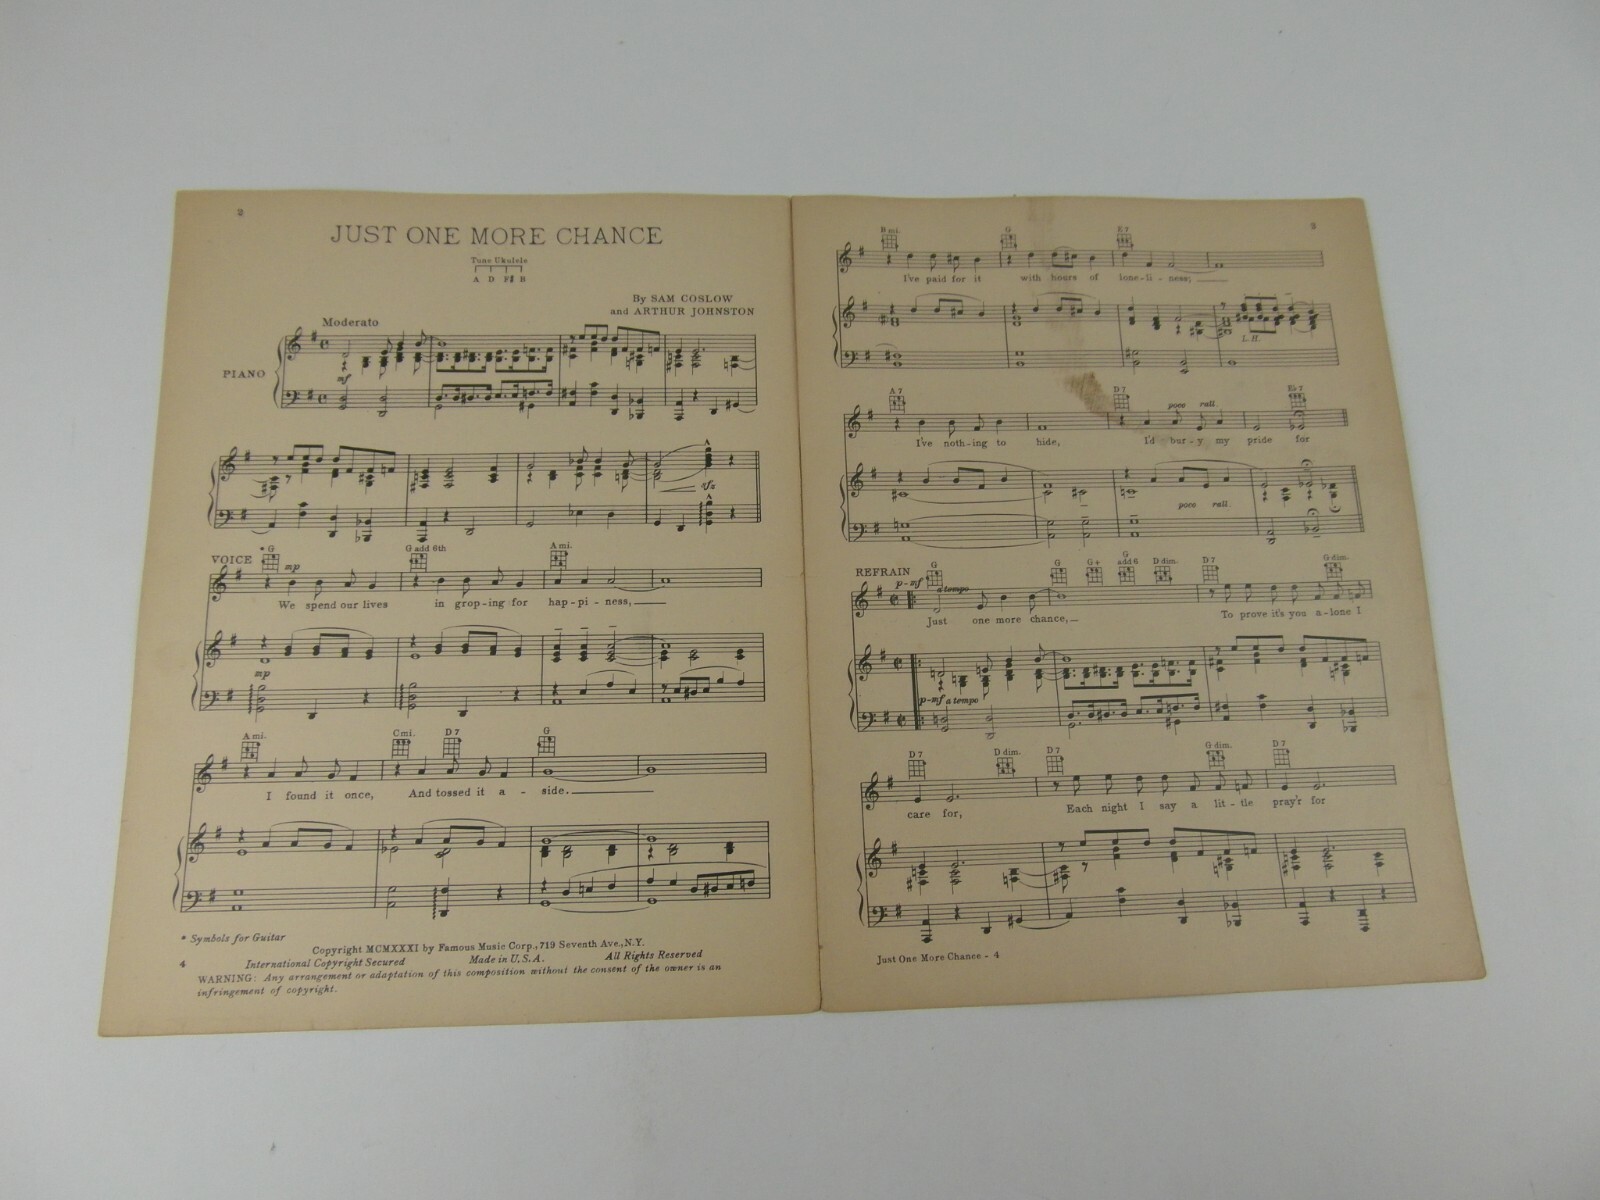 2
JUST ONE MORE CHANCE
Tune Ukulele
A D F♯ B
By SAM COSLOW
and ARTHUR JOHNSTON
Moderato
PIANO
mf
sfz
VOICE
* G G add 6th A mi.
mp
We spend our lives in grop-ing for hap-pi-ness,
mp
A mi. C mi. D 7 G
I found it once, And tossed it a - side.
* Symbols for Guitar
Copyright MCMXXXI by Famous Music Corp., 719 Seventh Ave., N.Y.
4 International Copyright Secured Made in U.S.A. All Rights Reserved
WARNING: Any arrangement or adaptation of this composition without the consent of the owner is an
infringement of copyright.
3
B mi. G E 7
I've paid for it with hours of lone-li-ness;
L.H.
A 7 D 7 poco rall. E♭ 7
I've noth-ing to hide, I'd bur-y my pride for
poco rall.
REFRAIN
G G G+ G add 6 D dim. D 7 G dim.
p-mf a tempo
Just one more chance, To prove it's you a-lone I
p-mf a tempo
D 7 D dim. D 7 G dim. D 7
care for, Each night I say a lit-tle pray'r for
Just One More Chance - 4